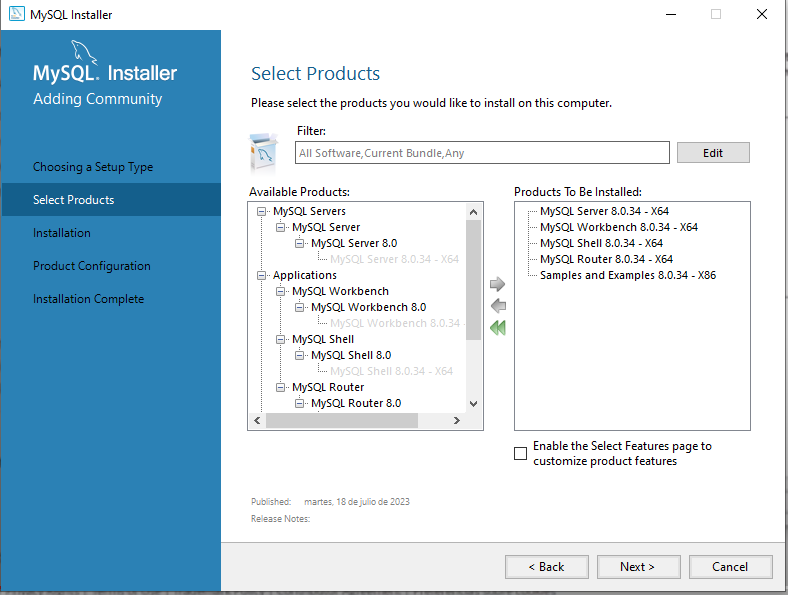 MySQL Installer
MySQL. Installer
Adding Community
Choosing a Setup Type
Select Products
Installation
Product Configuration
Installation Complete
Select Products
Please select the products you would like to install on this computer.
Filter:
All Software,Current Bundle,Any
Edit
Available Products:
MySQL Servers
MySQL Server
MySQL Server 8.0
MySQL Server 8.0.34 - X64
Applications
MySQL Workbench
MySQL Workbench 8.0
MySQL Workbench 8.0.34 -
MySQL Shell
MySQL Shell 8.0
MySQL Shell 8.0.34 - X64
MySQL Router
MySQL Router 8.0
Products To Be Installed:
MySQL Server 8.0.34 - X64
MySQL Workbench 8.0.34 - X64
MySQL Shell 8.0.34 - X64
MySQL Router 8.0.34 - X64
Samples and Examples 8.0.34 - X86
Enable the Select Features page to
customize product features
Published: martes, 18 de julio de 2023
Release Notes:
< Back
Next >
Cancel